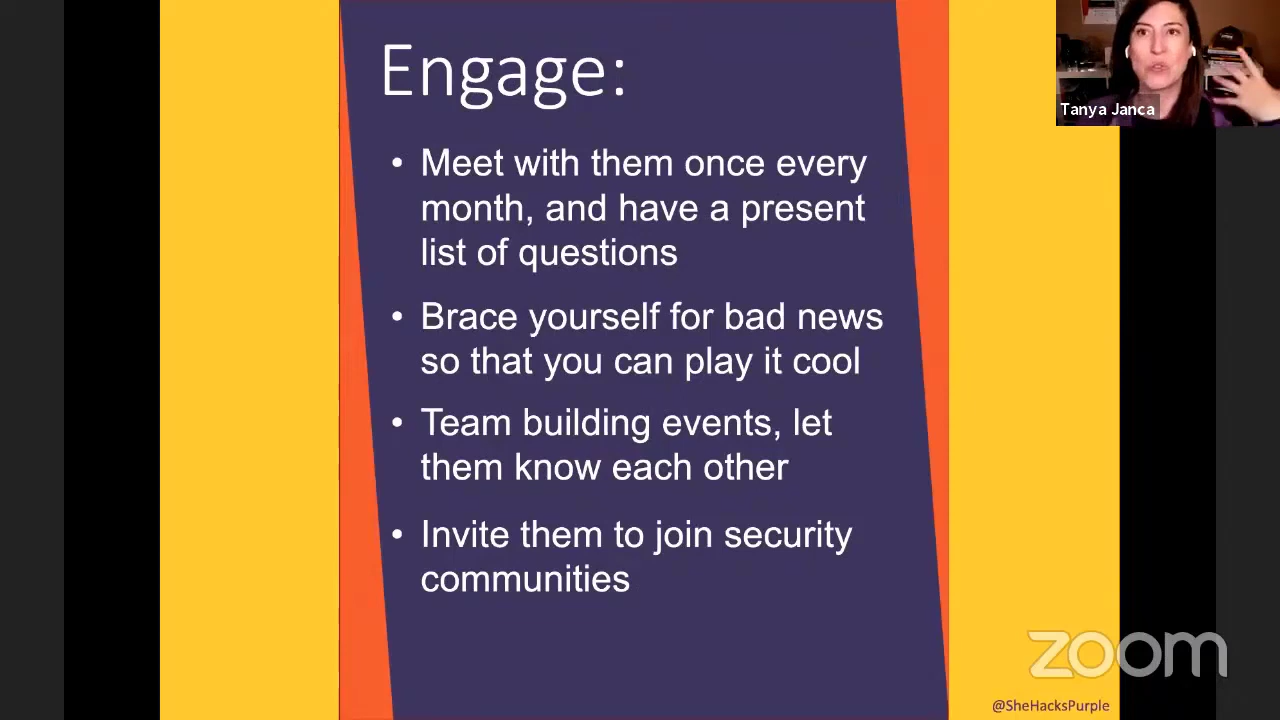 Engage:
• Meet with them once every
month, and have a present
list of questions
• Brace yourself for bad news
so that you can play it cool
• Team building events, let
them know each other
• Invite them to join security
communities
Tanya Janca
zoom
@SheHacksPurple